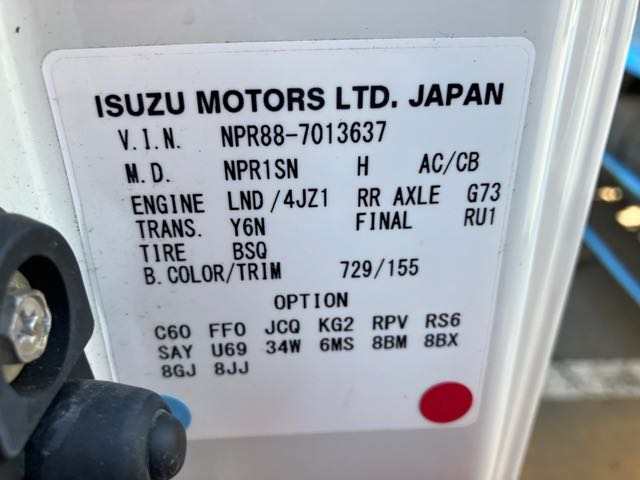 ISUZU MOTORS LTD. JAPAN
V.I.N. NPR88-7013637
M.D. NPR1SN H AC/CB
ENGINE LND/4JZ1 RR AXLE G73
TRANS. Y6N FINAL RU1
TIRE BSQ
B.COLOR/TRIM 729/155
OPTION
C60 FF0 JCQ KG2 RPV RS6
SAY U69 34W 6MS 8BM 8BX
8GJ 8JJ